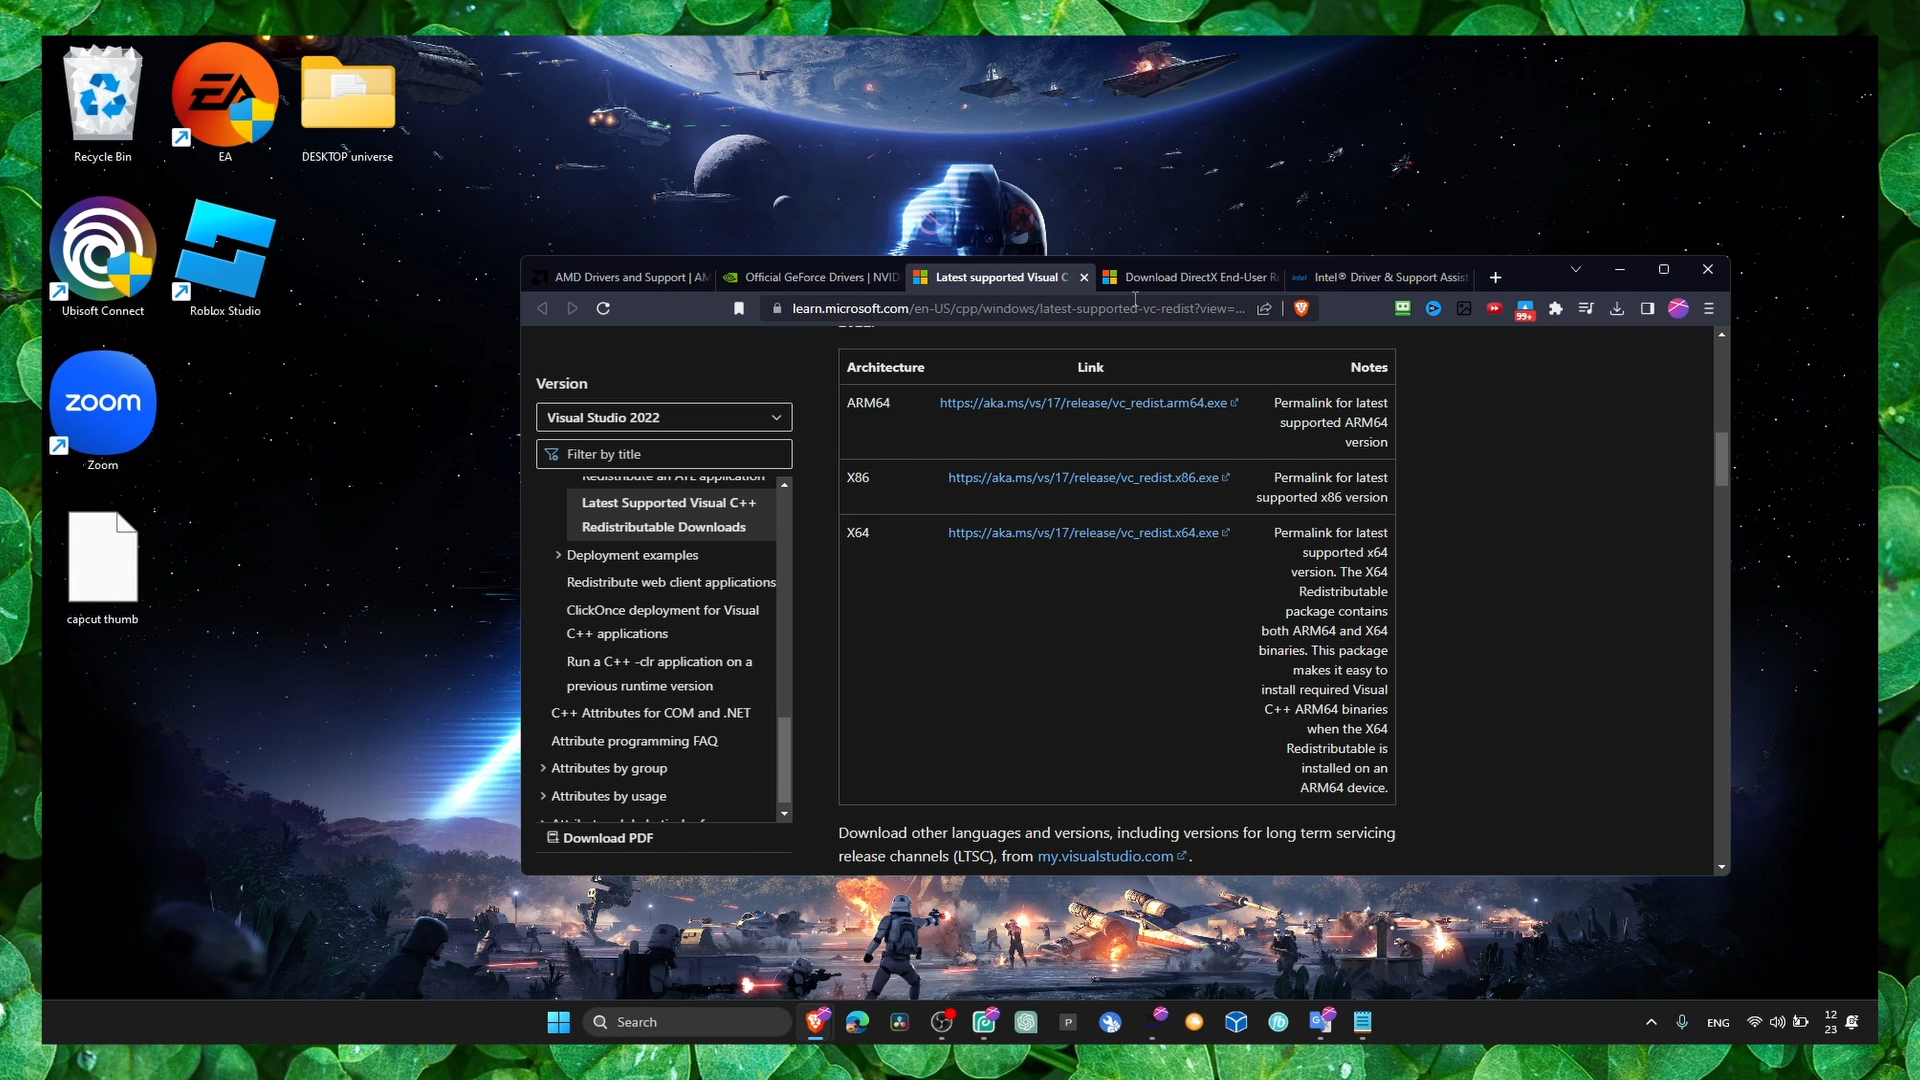 Recycle Bin
EA
EA
DESKTOP universe
Ubisoft Connect
Roblox Studio
zoom
Zoom
capcut thumb
AMD Drivers and Support | AM
Official GeForce Drivers | NVID
Latest supported Visual C
Download DirectX End-User Ru
intel
Intel® Driver & Support Assist
learn.microsoft.com/en-US/cpp/windows/latest-supported-vc-redist?view=...
99+
Version
Visual Studio 2022
Filter by title
Redistribute an ATL application
Latest Supported Visual C++
Redistributable Downloads
Deployment examples
Redistribute web client applications
ClickOnce deployment for Visual
C++ applications
Run a C++ -clr application on a
previous runtime version
C++ Attributes for COM and .NET
Attribute programming FAQ
Attributes by group
Attributes by usage
Download PDF
Architecture Link Notes
ARM64 https://aka.ms/vs/17/release/vc_redist.arm64.exe Permalink for latest
supported ARM64
version
X86 https://aka.ms/vs/17/release/vc_redist.x86.exe Permalink for latest
supported x86 version
X64 https://aka.ms/vs/17/release/vc_redist.x64.exe Permalink for latest
supported x64
version. The X64
Redistributable
package contains
both ARM64 and X64
binaries. This package
makes it easy to
install required Visual
C++ ARM64 binaries
when the X64
Redistributable is
installed on an
ARM64 device.
Download other languages and versions, including versions for long term servicing
release channels (LTSC), from my.visualstudio.com .
Search
P
fb
ENG
12
23